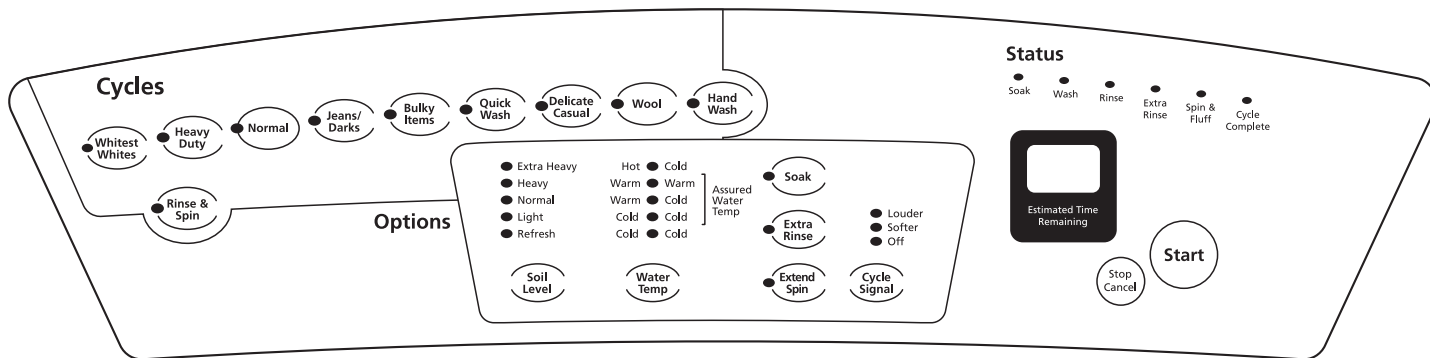 Cycles
Whitest
Whites
Heavy
Duty
Normal
Jeans/
Darks
Bulky
Items
Quick
Wash
Delicate
Casual
Wool
Hand
Wash
Rinse &
Spin
Options
Extra Heavy
Heavy
Normal
Light
Refresh
Soil
Level
Hot Cold
Warm Warm
Warm Cold
Cold Cold
Cold Cold
Assured
Water
Temp
Water
Temp
Soak
Extra
Rinse
Extend
Spin
Louder
Softer
Off
Cycle
Signal
Status
Soak
Wash
Rinse
Extra
Rinse
Spin &
Fluff
Cycle
Complete
Estimated Time
Remaining
Stop
Cancel
Start